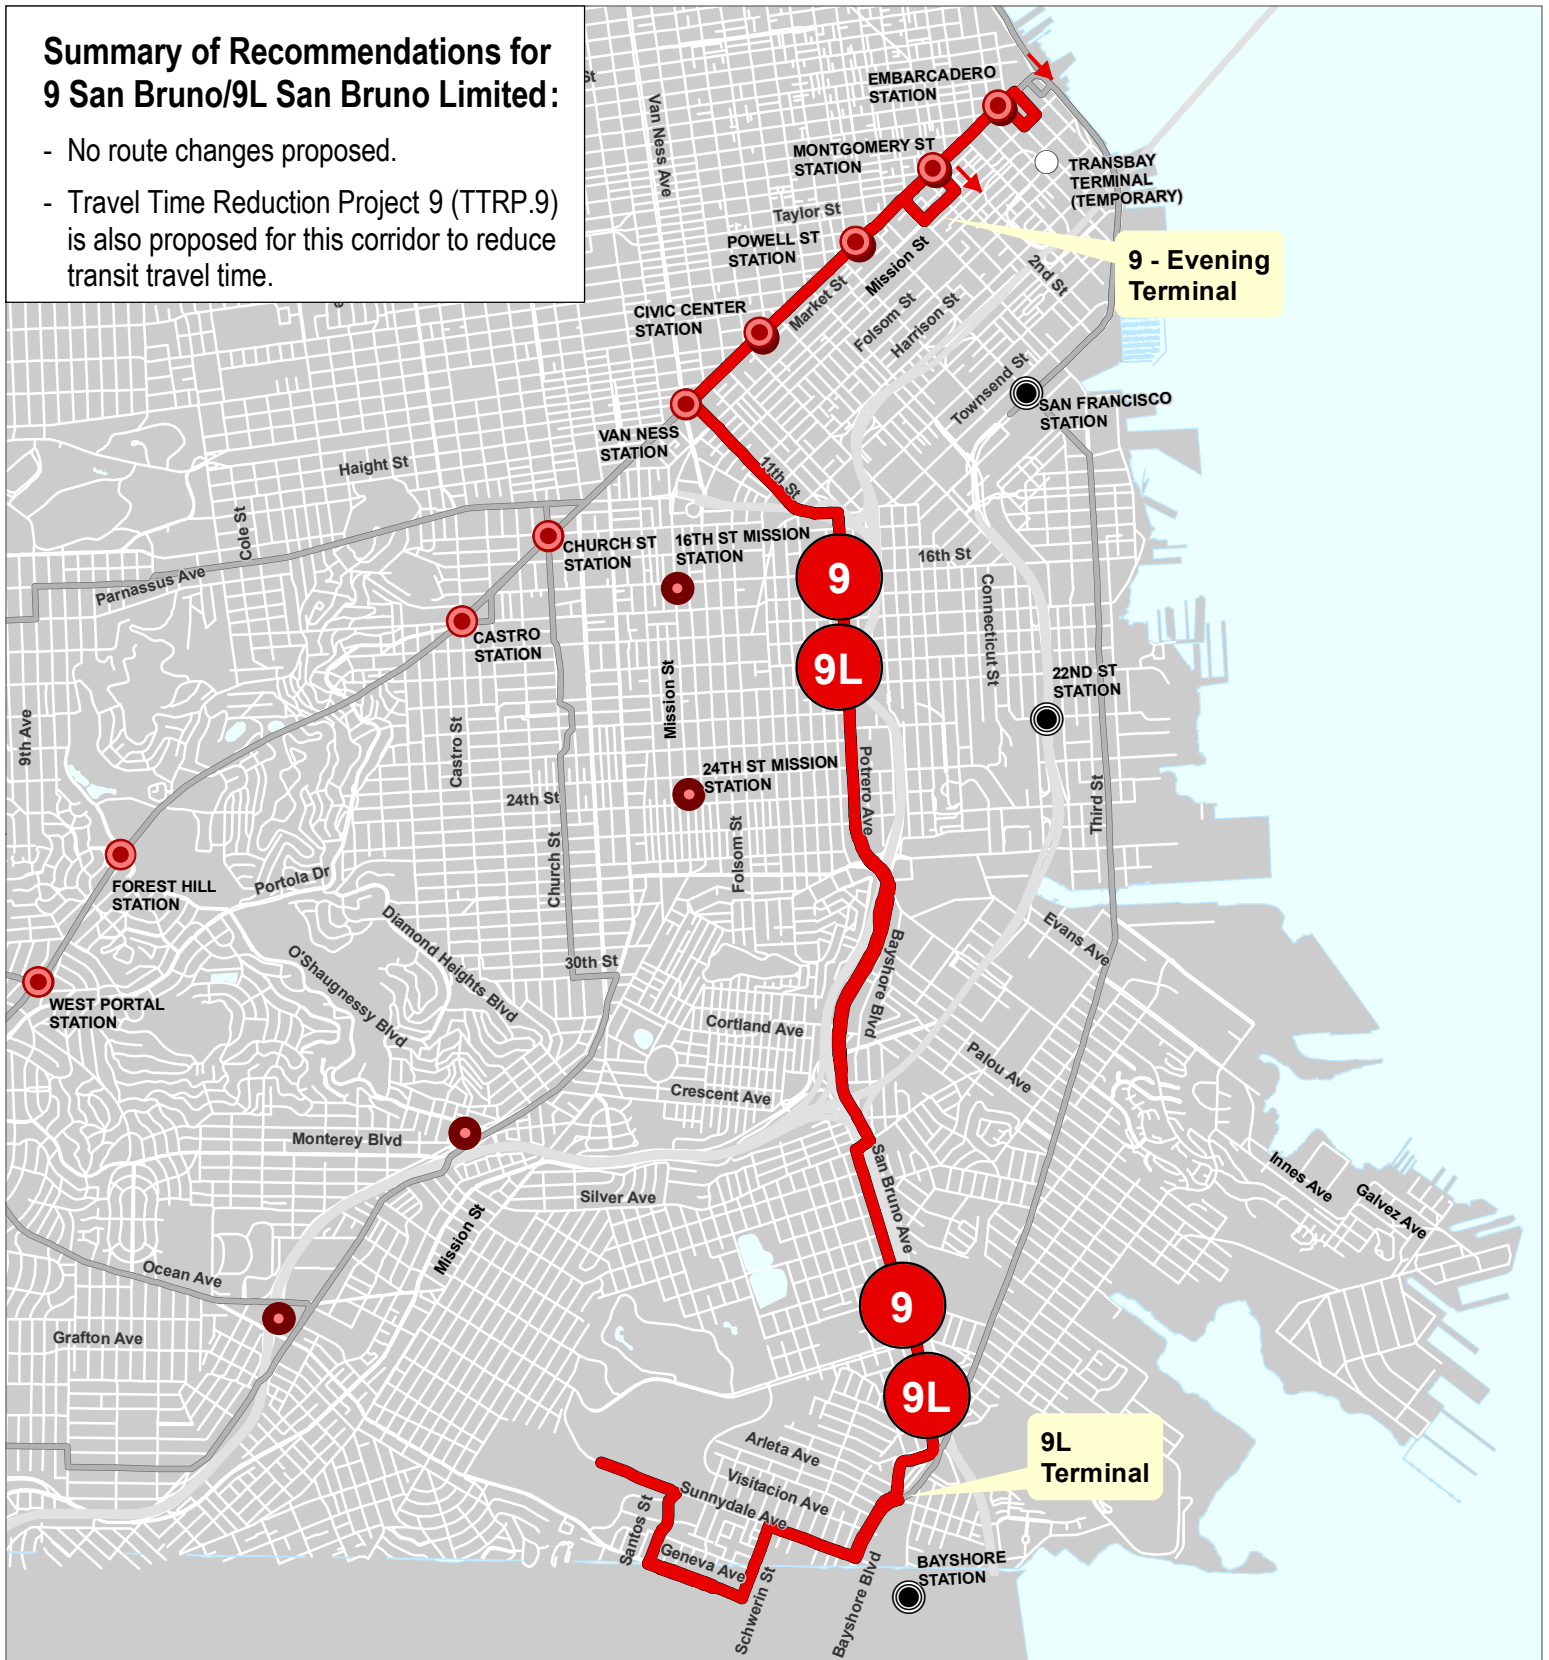 Summary of Recommendations for
9 San Bruno/9L San Bruno Limited:
- No route changes proposed.
- Travel Time Reduction Project 9 (TTRP.9)
is also proposed for this corridor to reduce
transit travel time.
St
Van Ness Ave
EMBARCADERO
STATION
MONTGOMERY ST
STATION
TRANSBAY
TERMINAL
(TEMPORARY)
Taylor St
POWELL ST
STATION
Mission St
2nd St
9 - Evening
Terminal
CIVIC CENTER
STATION
Market St
Folsom St
Harrison St
Townsend St
SAN FRANCISCO
STATION
VAN NESS
STATION
Haight St
11th St
Cole St
CHURCH ST
STATION
16TH ST MISSION
STATION
16th St
9
Parnassus Ave
Connecticut St
CASTRO
STATION
9L
22ND ST
STATION
Mission St
9th Ave
Castro St
Potrero Ave
24TH ST MISSION
STATION
24th St
Third St
Church St
Folsom St
FOREST HILL
STATION
Portola Dr
Diamond Heights Blvd
O'Shaugnessy Blvd
30th St
Bayshore Blvd
Evans Ave
WEST PORTAL
STATION
Cortland Ave
Palou Ave
Crescent Ave
Monterey Blvd
Silver Ave
San Bruno Ave
Innes Ave
Galvez Ave
Mission St
Ocean Ave
9
Grafton Ave
9L
Arleta Ave
9L
Terminal
Visitacion Ave
Sunnydale Ave
Santos St
Geneva Ave
Schwerin St
Bayshore Blvd
BAYSHORE
STATION